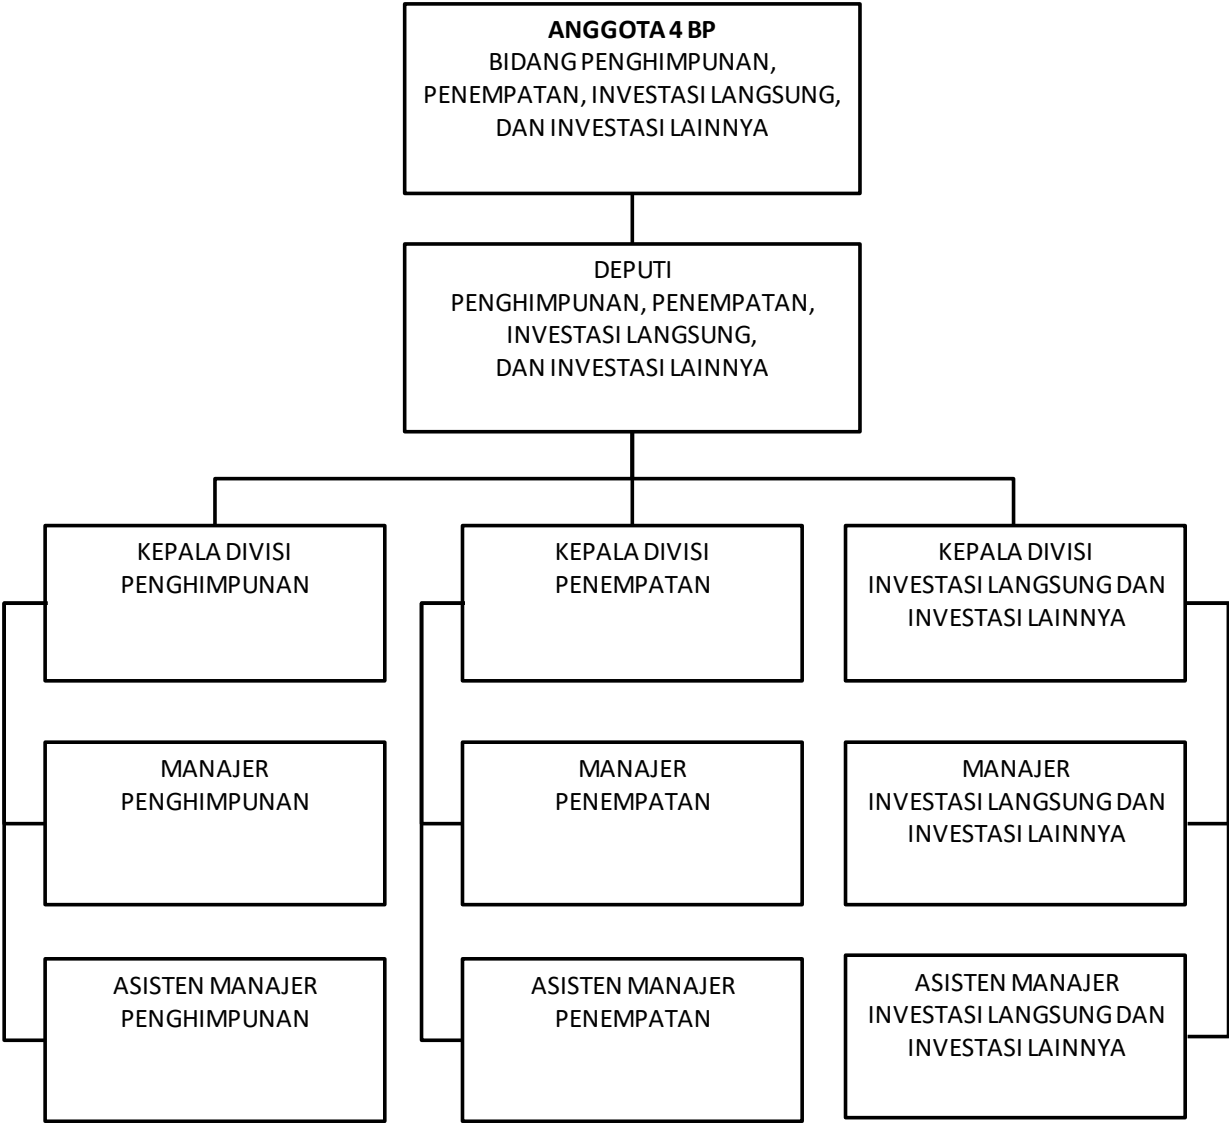 ANGGOTA 4 BP
BIDANG PENGHIMPUNAN,
PENEMPATAN, INVESTASI LANGSUNG,
DAN INVESTASI LAINNYA
DEPUTI
PENGHIMPUNAN, PENEMPATAN,
INVESTASI LANGSUNG,
DAN INVESTASI LAINNYA
KEPALA DIVISI
PENGHIMPUNAN
KEPALA DIVISI
PENEMPATAN
KEPALA DIVISI
INVESTASI LANGSUNG DAN
INVESTASI LAINNYA
MANAJER
PENGHIMPUNAN
MANAJER
PENEMPATAN
MANAJER
INVESTASI LANGSUNG DAN
INVESTASI LAINNYA
ASISTEN MANAJER
PENGHIMPUNAN
ASISTEN MANAJER
PENEMPATAN
ASISTEN MANAJER
INVESTASI LANGSUNG DAN
INVESTASI LAINNYA